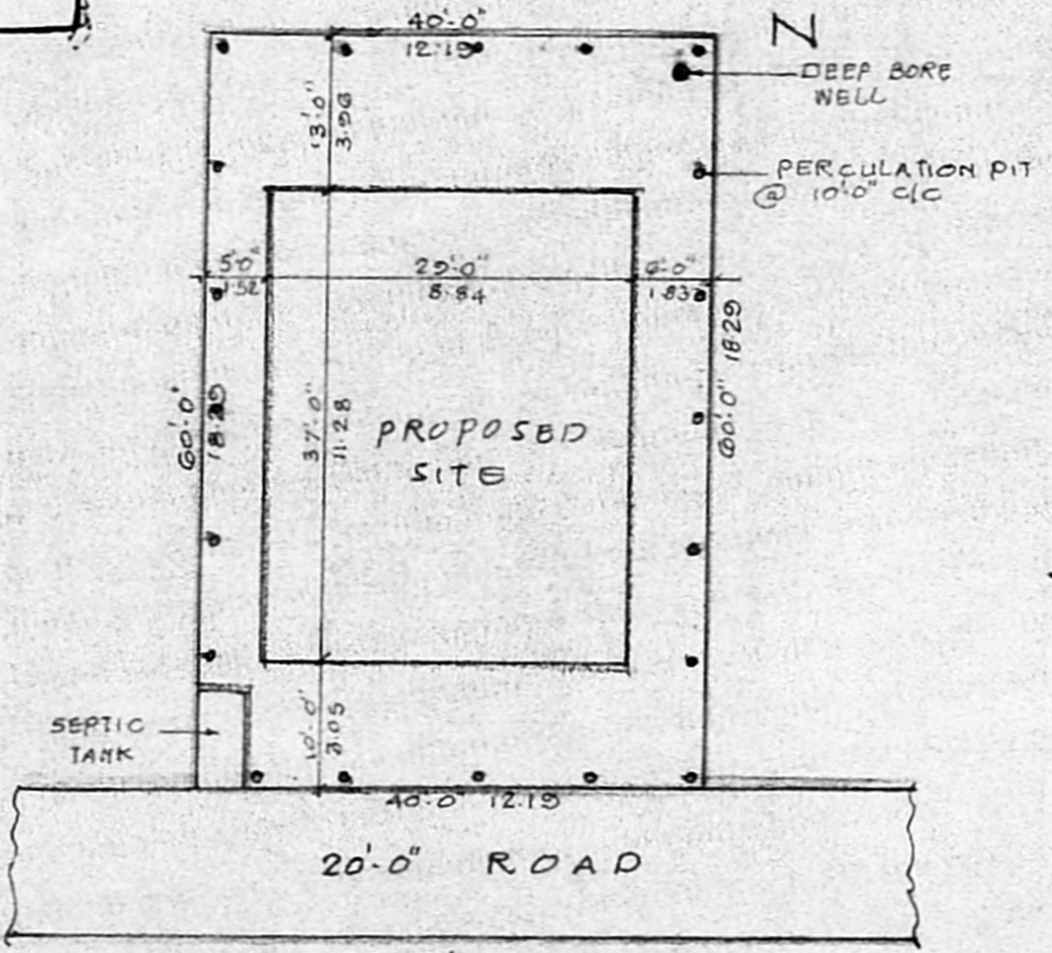 40'-0"
12.19
N
DEEP BORE
WELL
13'-0"
3.96
PERCULATION PIT
@ 10'-0" C/C
5'-0"
1.52
29'-0"
8.84
6'-0"
1.83
60'-0"
18.29
37'-0"
11.28
PROPOSED
SITE
60'-0" 18.29
SEPTIC
TANK
10'-0"
3.05
40'-0" 12.19
20'-0" ROAD